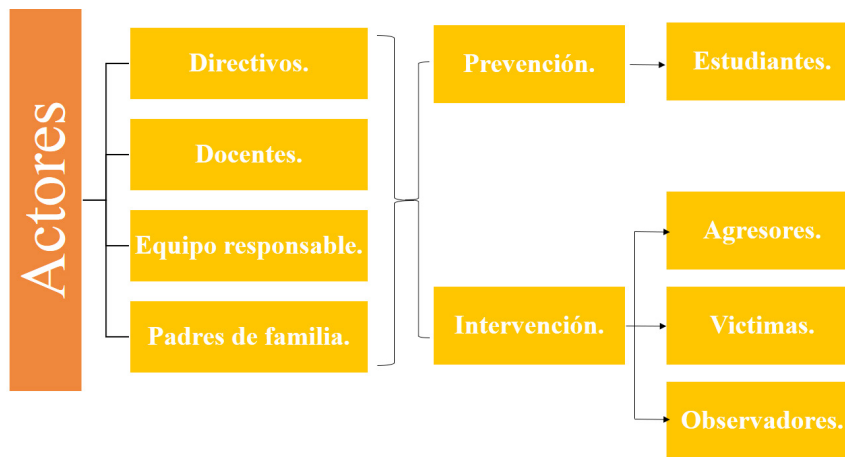 Actores
Directivos.
Docentes.
Equipo responsable.
Padres de familia.
Prevención.
Intervención.
Estudiantes.
Agresores.
Victimas.
Observadores.